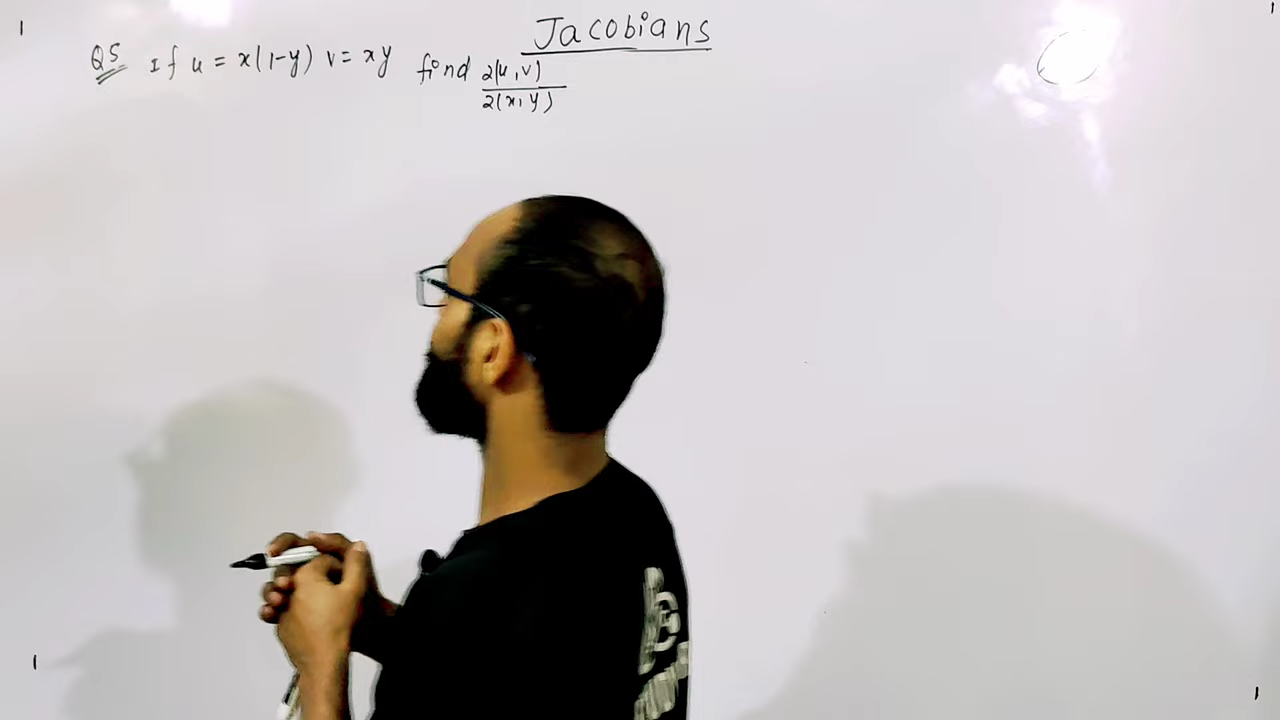 Jacobians
Q5 If u = x(1-y) v = xy find ∂(u,v)/∂(x,y)